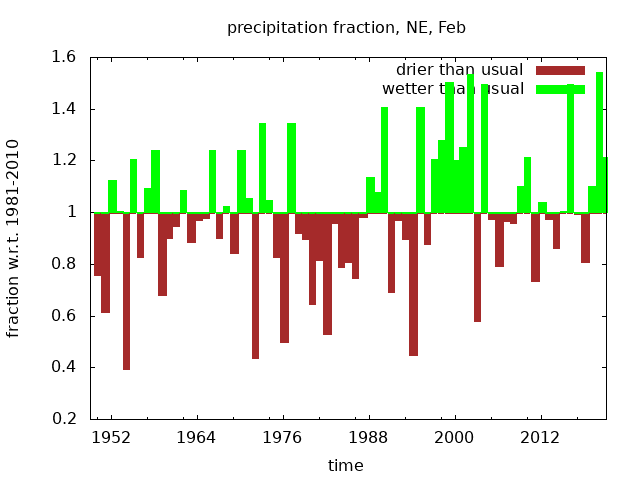 precipitation fraction, NE, Feb
drier than usual
wetter than usual
fraction w.r.t. 1981-2010
1.6
1.4
1.2
1
0.8
0.6
0.4
0.2
1952 1964 1976 1988 2000 2012
time